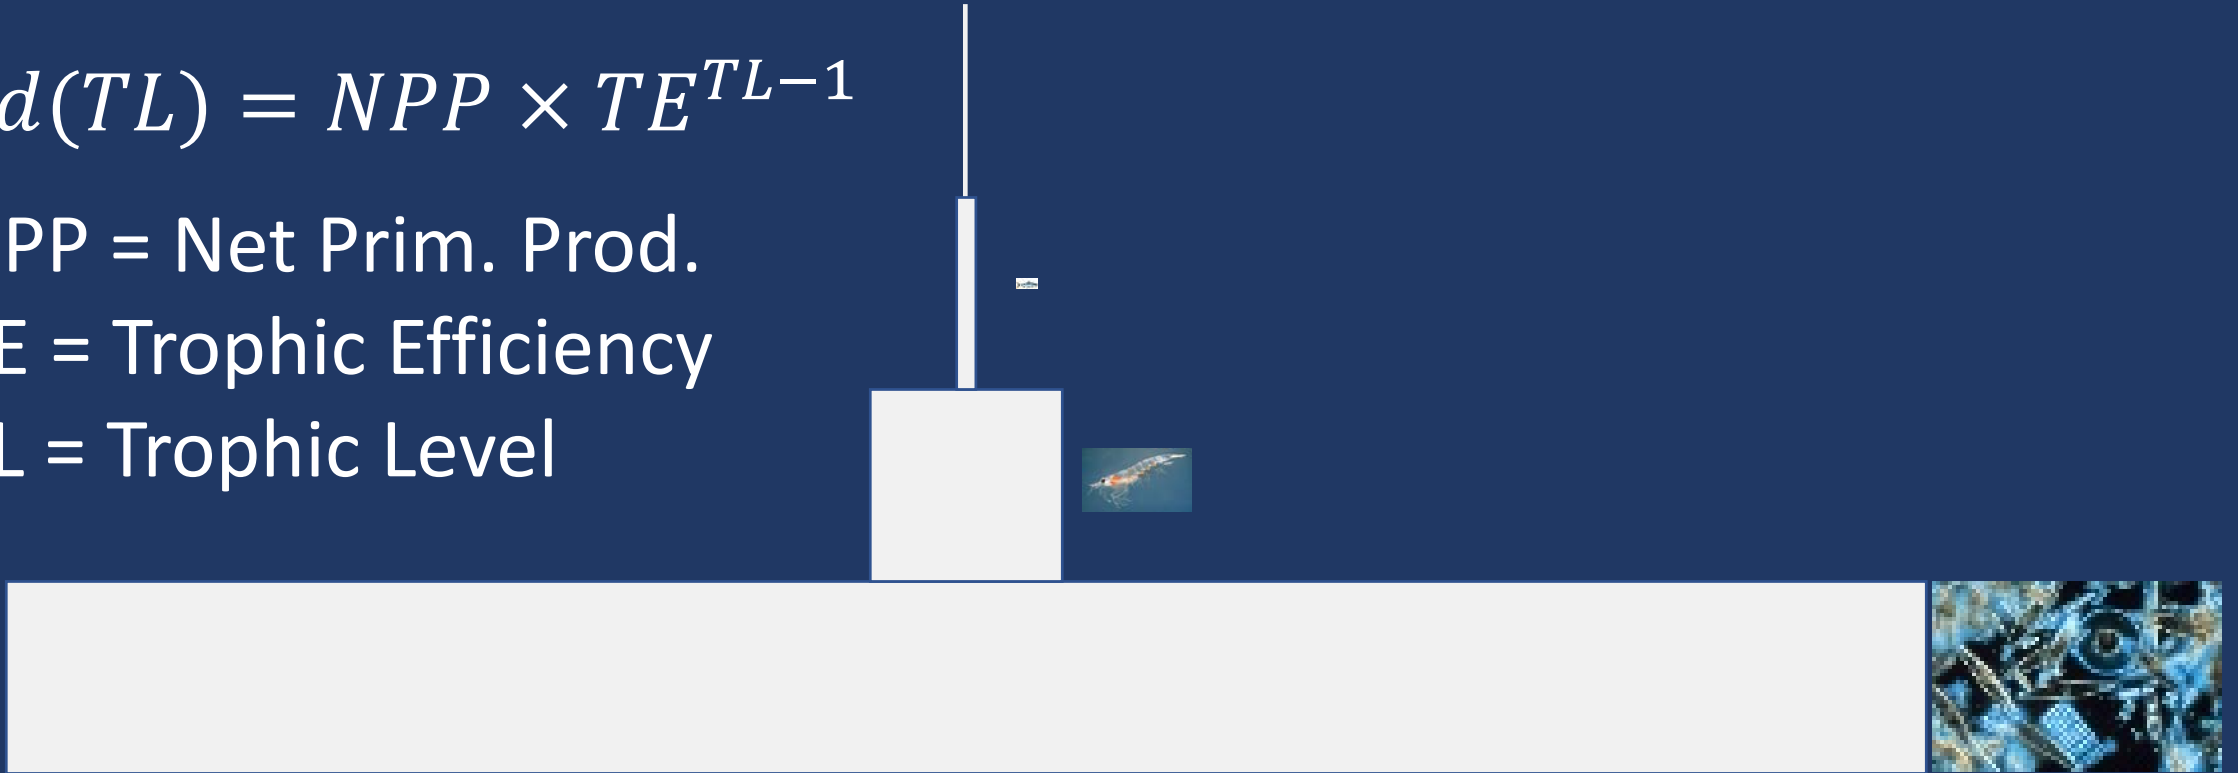 d(TL) = NPP × TE^{TL−1}
PP = Net Prim. Prod.
E = Trophic Efficiency
L = Trophic Level